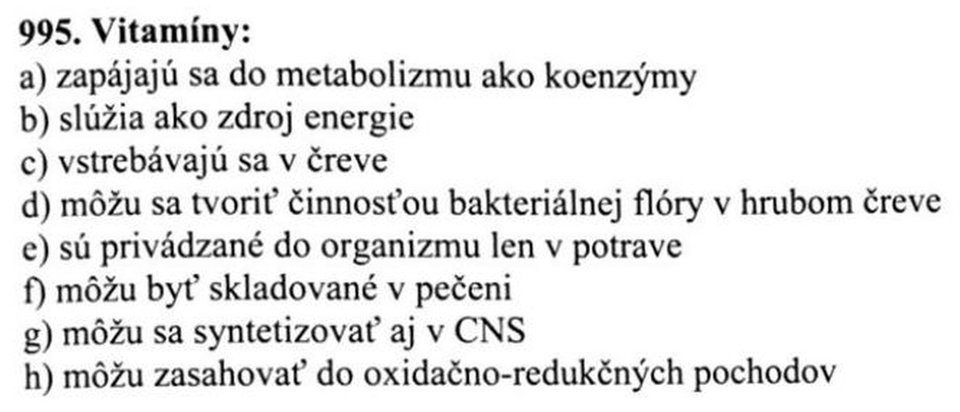 995. Vitamíny:
a) zapájajú sa do metabolizmu ako koenzýmy
b) slúžia ako zdroj energie
c) vstrebávajú sa v čreve
d) môžu sa tvoriť činnosťou bakteriálnej flóry v hrubom čreve
e) sú privádzané do organizmu len v potrave
f) môžu byť skladované v pečeni
g) môžu sa syntetizovať aj v CNS
h) môžu zasahovať do oxidačno-redukčných pochodov